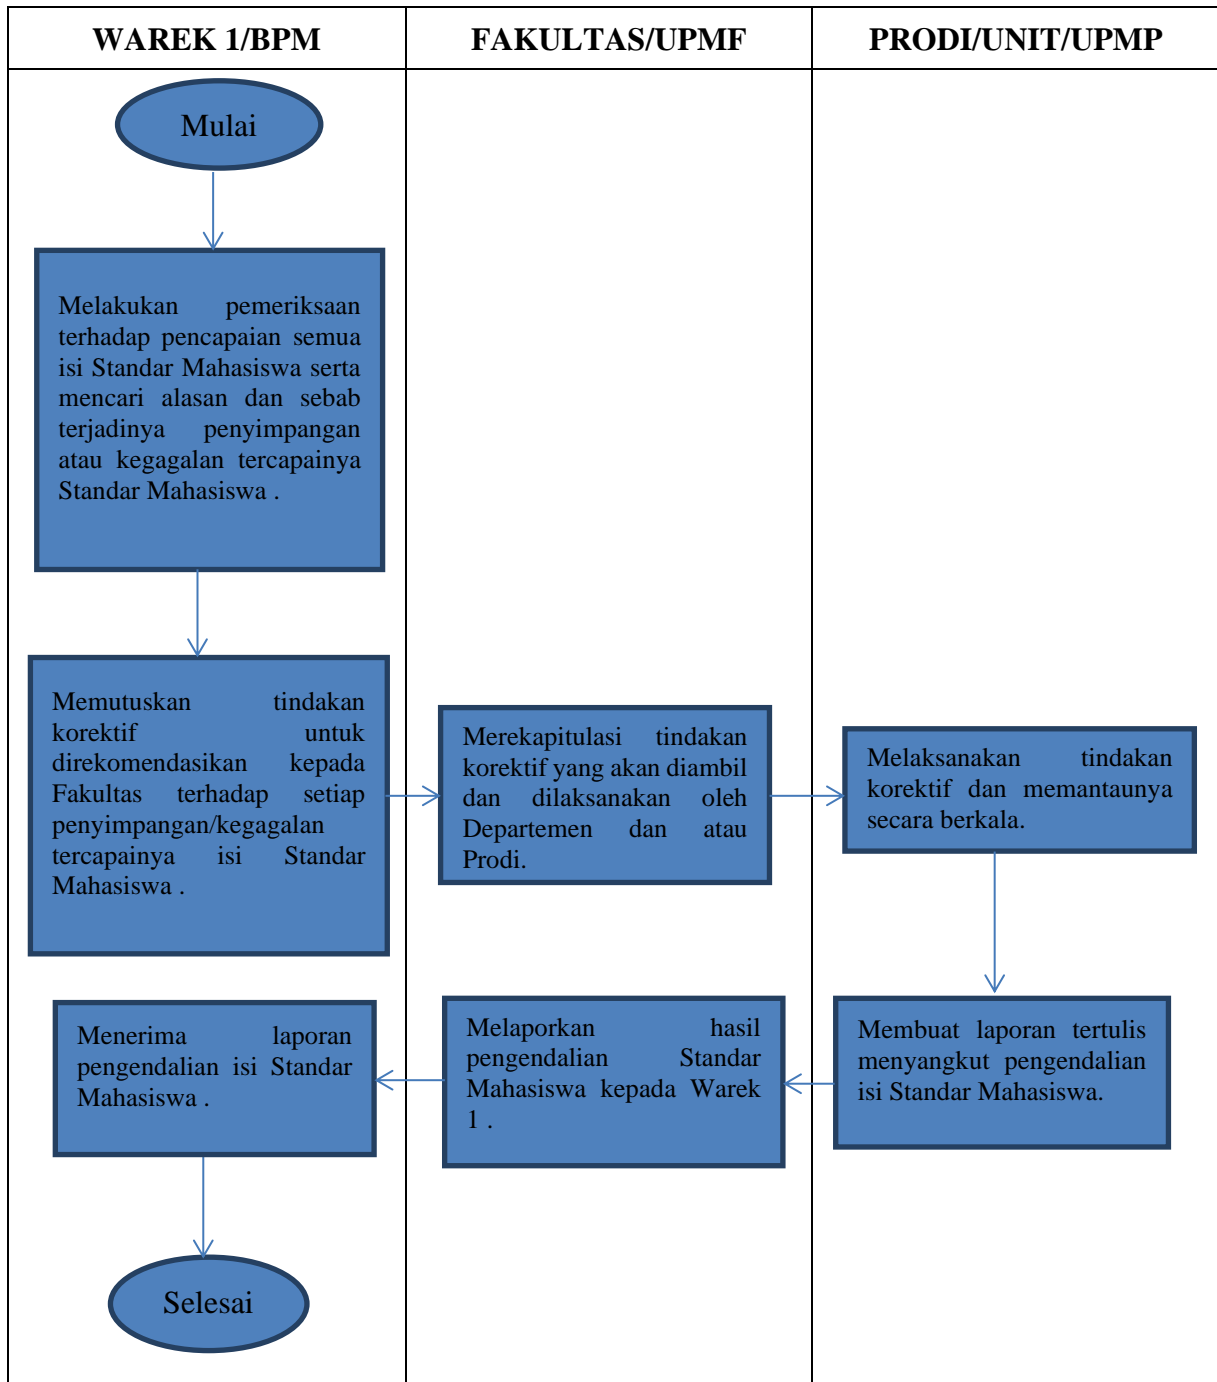 WAREK 1/BPM
FAKULTAS/UPMF
PRODI/UNIT/UPMP
Mulai
Melakukan pemeriksaan
terhadap pencapaian semua
isi Standar Mahasiswa serta
mencari alasan dan sebab
terjadinya penyimpangan
atau kegagalan tercapainya
Standar Mahasiswa .
Memutuskan tindakan
korektif untuk
direkomendasikan kepada
Fakultas terhadap setiap
penyimpangan/kegagalan
tercapainya isi Standar
Mahasiswa .
Merekapitulasi tindakan
korektif yang akan diambil
dan dilaksanakan oleh
Departemen dan atau
Prodi.
Melaksanakan tindakan
korektif dan memantaunya
secara berkala.
Membuat laporan tertulis
menyangkut pengendalian
isi Standar Mahasiswa.
Melaporkan hasil
pengendalian Standar
Mahasiswa kepada Warek
1 .
Menerima laporan
pengendalian isi Standar
Mahasiswa .
Selesai